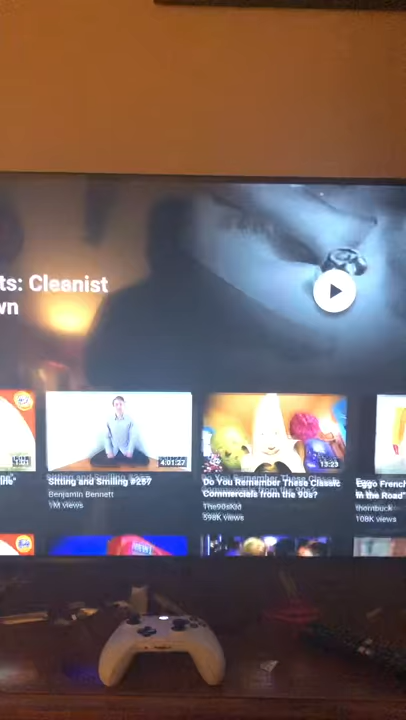 ts: Cleanist
wn
4:01:27
13:23
Sitting and Smiling #257
Benjamin Bennett
1M views
Do You Remember These Classic
Commercials from the 90s?
The90sKid
598K views
Eggo French
in the Road"
thornbuck
108K views